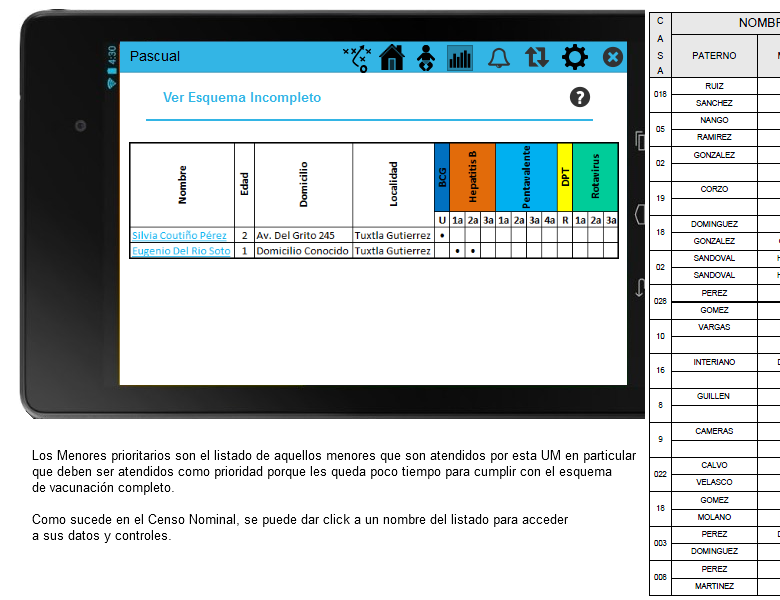 4:30
Pascual
Ver Esquema Incompleto
?
Nombre Edad Domicilio Localidad BCG Hepatitis B Pentavalente DPT Rotavirus
U 1a 2a 3a 1a 2a 3a 4a R 1a 2a 3a
Silvia Coutiño Pérez 2 Av. Del Grito 245 Tuxtla Gutierrez •
Eugenio Del Rio Soto 1 Domicilio Conocido Tuxtla Gutierrez • •
Los Menores prioritarios son el listado de aquellos menores que son atendidos por esta UM en particular
que deben ser atendidos como prioridad porque les queda poco tiempo para cumplir con el esquema
de vacunación completo.
Como sucede en el Censo Nominal, se puede dar click a un nombre del listado para acceder
a sus datos y controles.
CASA NOMBR
PATERNO
018 RUIZ
SANCHEZ
05 NANGO
RAMIREZ
02 GONZALEZ
19 CORZO
18 DOMINGUEZ
GONZALEZ
02 SANDOVAL
SANDOVAL
028 PEREZ
GOMEZ
10 VARGAS
16 INTERIANO
8 GUILLEN
9 CAMERAS
022 CALVO
VELASCO
18 GOMEZ
MOLANO
003 PEREZ
DOMINGUEZ
008 PEREZ
MARTINEZ